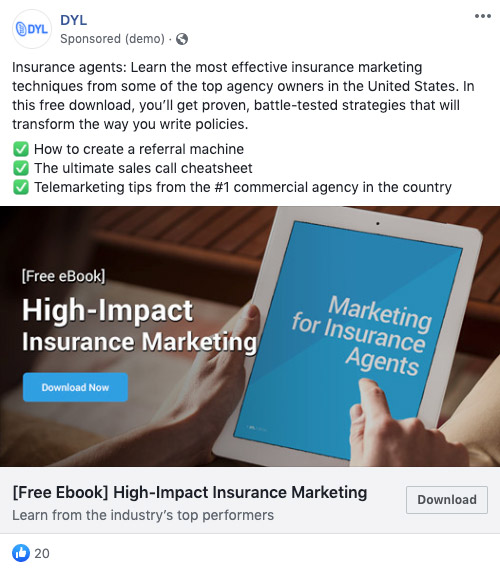 DYL
DYL
Sponsored (demo) ·
Insurance agents: Learn the most effective insurance marketing
techniques from some of the top agency owners in the United States. In
this free download, you’ll get proven, battle-tested strategies that will
transform the way you write policies.
✅ How to create a referral machine
✅ The ultimate sales call cheatsheet
✅ Telemarketing tips from the #1 commercial agency in the country
[Free eBook]
High-Impact
Insurance Marketing
Download Now
Marketing
for Insurance
Agents
[Free Ebook] High-Impact Insurance Marketing
Learn from the industry’s top performers
Download
20